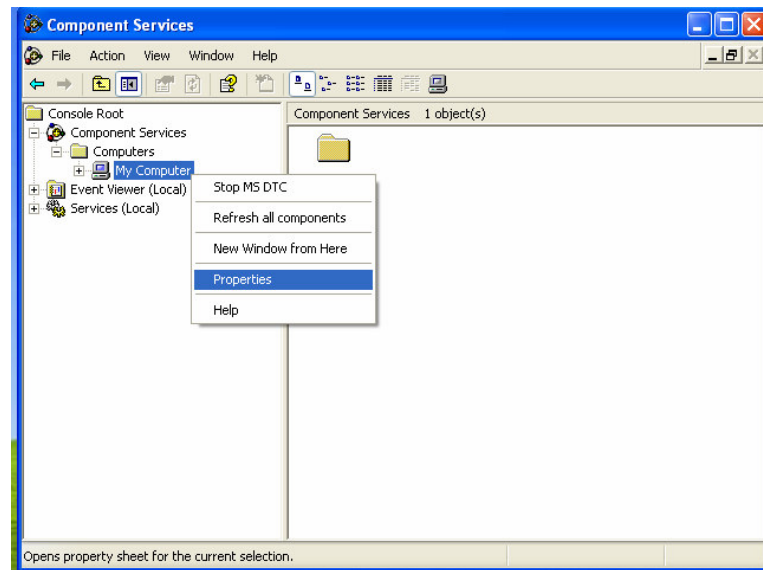 Component Services
File Action View Window Help
Console Root
Component Services 1 object(s)
Component Services
Computers
My Computer
Event Viewer (Local)
Services (Local)
Stop MS DTC
Refresh all components
New Window from Here
Properties
Help
Opens property sheet for the current selection.